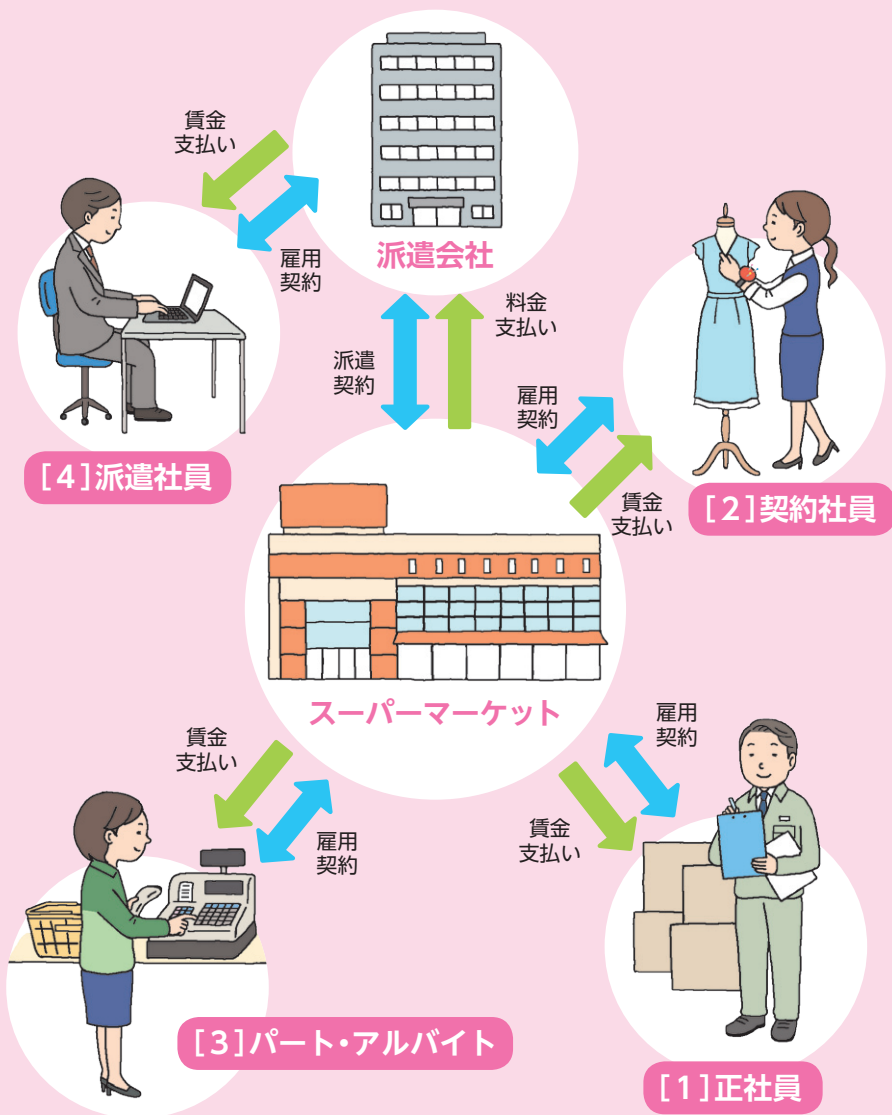 賃金
支払い
雇用
契約
派遣会社
料金
支払い
派遣
契約
雇用
契約
賃金
支払い
[4]派遣社員
[2]契約社員
スーパーマーケット
賃金
支払い
雇用
契約
雇用
契約
賃金
支払い
[3]パート・アルバイト
[1]正社員